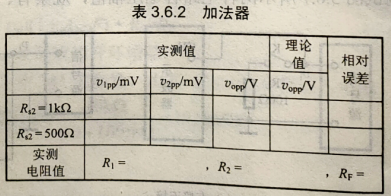 表 3.6.2 加法器
实测值
理论值
相对误差
v1pp/mV
v2pp/mV
vopp/V
vopp/V
Rs2=1kΩ
Rs2=500Ω
实测电阻值
R1= , R2= , RF=